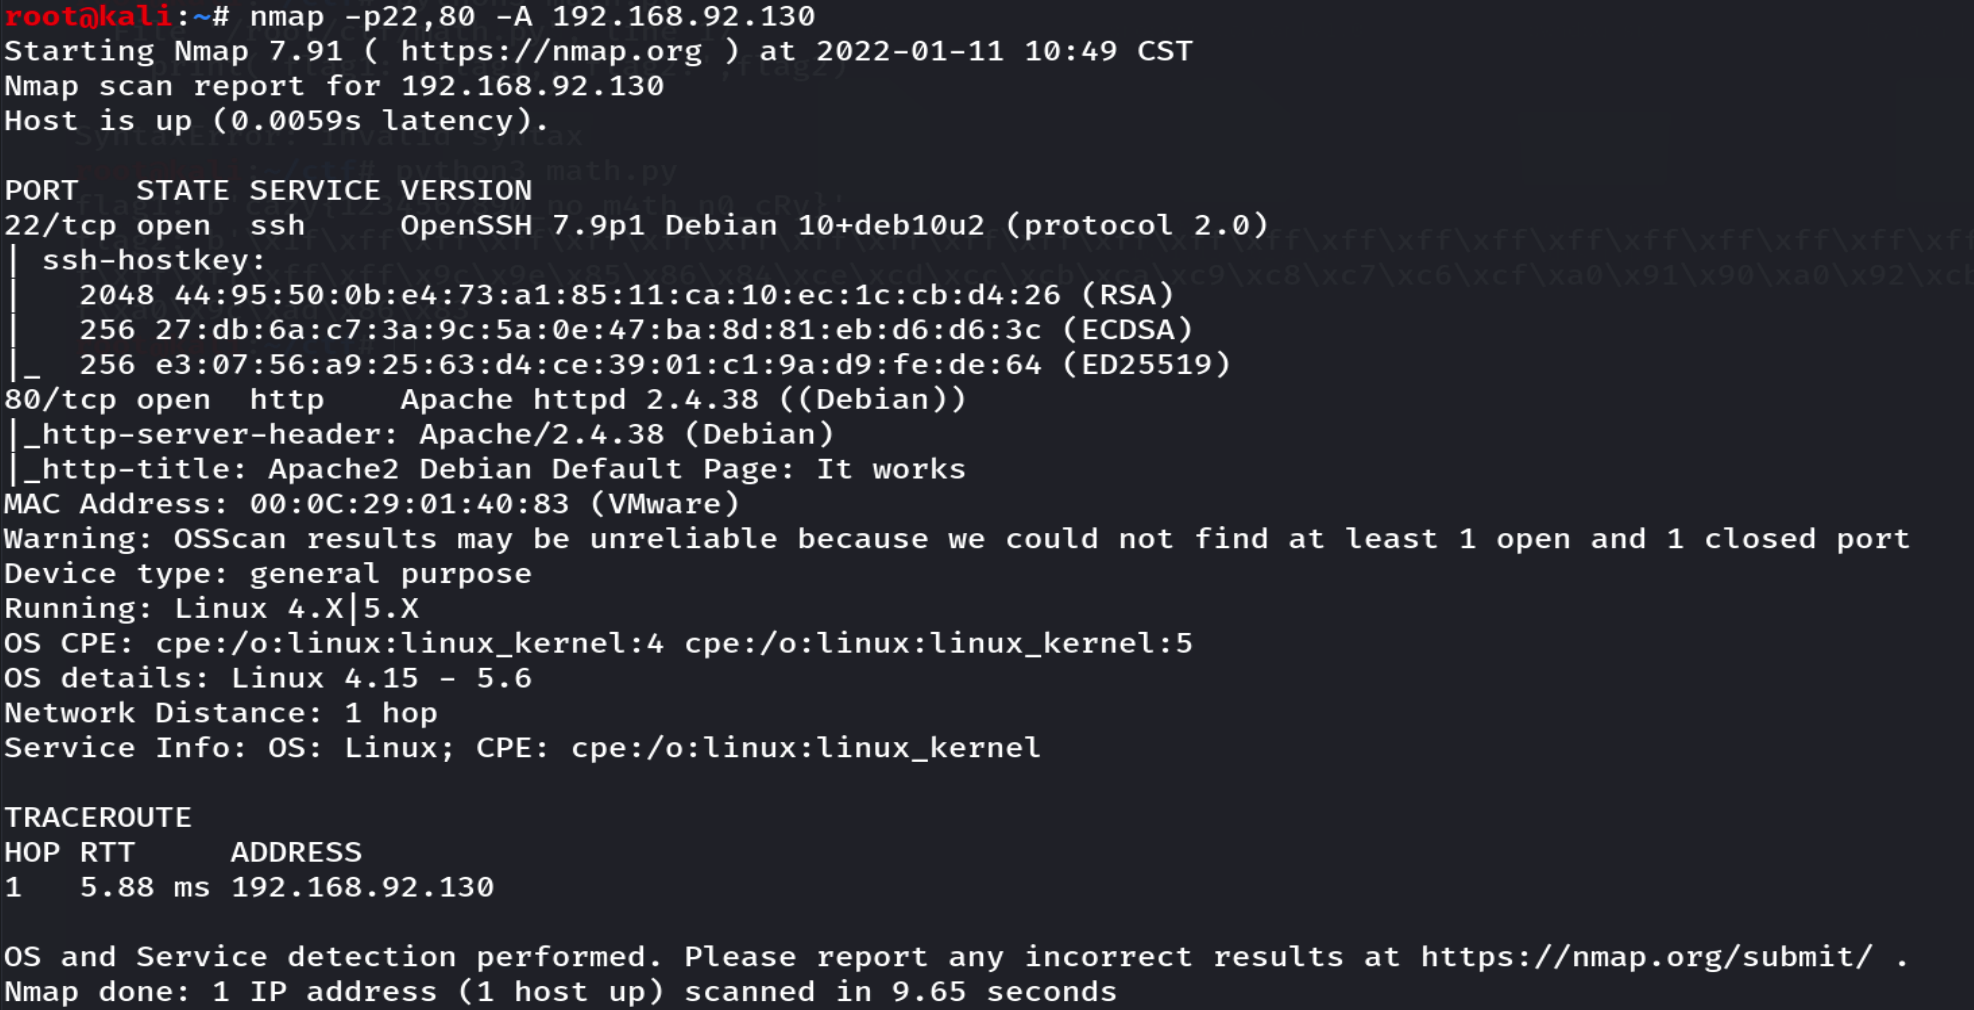 root@kali:~# nmap -p22,80 -A 192.168.92.130
Starting Nmap 7.91 ( https://nmap.org ) at 2022-01-11 10:49 CST
Nmap scan report for 192.168.92.130
Host is up (0.0059s latency).
PORT   STATE SERVICE VERSION
22/tcp open  ssh     OpenSSH 7.9p1 Debian 10+deb10u2 (protocol 2.0)
| ssh-hostkey:
|   2048 44:95:50:0b:e4:73:a1:85:11:ca:10:ec:1c:cb:d4:26 (RSA)
|   256 27:db:6a:c7:3a:9c:5a:0e:47:ba:8d:81:eb:d6:d6:3c (ECDSA)
|_  256 e3:07:56:a9:25:63:d4:ce:39:01:c1:9a:d9:fe:de:64 (ED25519)
80/tcp open  http    Apache httpd 2.4.38 ((Debian))
|_http-server-header: Apache/2.4.38 (Debian)
|_http-title: Apache2 Debian Default Page: It works
MAC Address: 00:0C:29:01:40:83 (VMware)
Warning: OSScan results may be unreliable because we could not find at least 1 open and 1 closed port
Device type: general purpose
Running: Linux 4.X|5.X
OS CPE: cpe:/o:linux:linux_kernel:4 cpe:/o:linux:linux_kernel:5
OS details: Linux 4.15 - 5.6
Network Distance: 1 hop
Service Info: OS: Linux; CPE: cpe:/o:linux:linux_kernel
TRACEROUTE
HOP RTT     ADDRESS
1   5.88 ms 192.168.92.130
OS and Service detection performed. Please report any incorrect results at https://nmap.org/submit/ .
Nmap done: 1 IP address (1 host up) scanned in 9.65 seconds